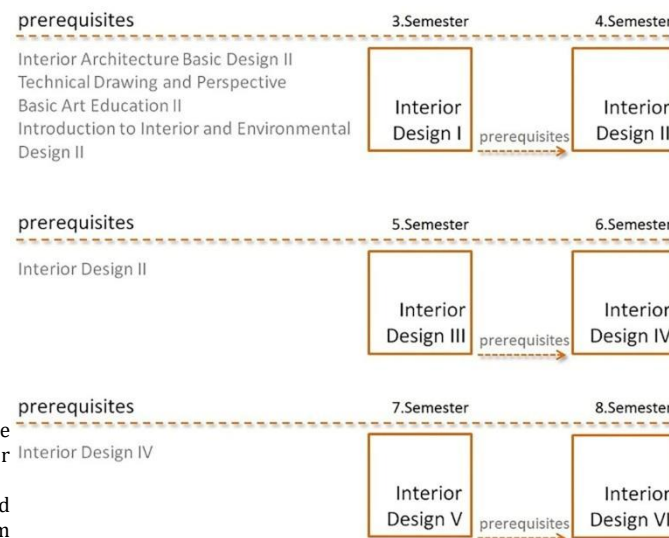 prerequisites 3.Semester 4.Semester
Interior Architecture Basic Design II
Technical Drawing and Perspective
Basic Art Education II
Introduction to Interior and Environmental
Design II
Interior
Design I
prerequisites
Interior
Design II
prerequisites 5.Semester 6.Semester
Interior Design II
Interior
Design III
prerequisites
Interior
Design IV
prerequisites 7.Semester 8.Semester
Interior Design IV
Interior
Design V
prerequisites
Interior
Design VI